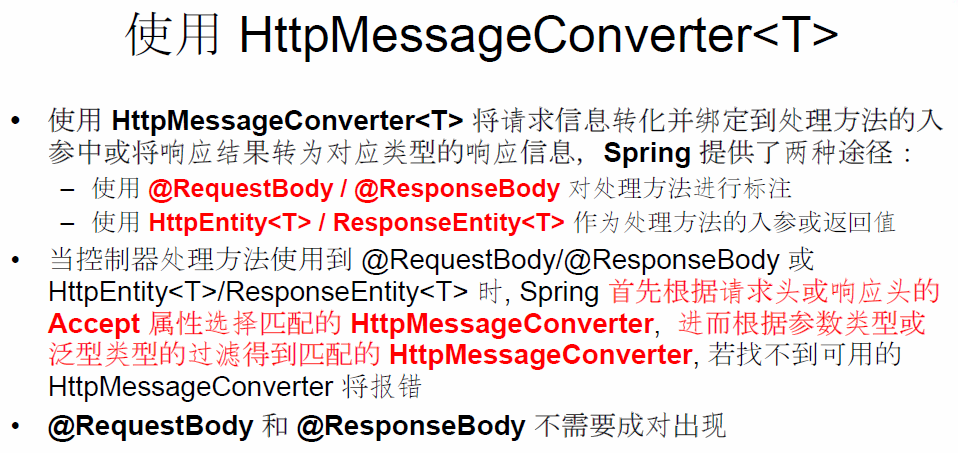 使用 HttpMessageConverter<T>
• 使用 HttpMessageConverter<T> 将请求信息转化并绑定到处理方法的入
参中或将响应结果转为对应类型的响应信息，Spring 提供了两种途径：
– 使用 @RequestBody / @ResponseBody 对处理方法进行标注
– 使用 HttpEntity<T> / ResponseEntity<T> 作为处理方法的入参或返回值
• 当控制器处理方法使用到 @RequestBody/@ResponseBody 或
HttpEntity<T>/ResponseEntity<T> 时, Spring 首先根据请求头或响应头的
Accept 属性选择匹配的 HttpMessageConverter, 进而根据参数类型或
泛型类型的过滤得到匹配的 HttpMessageConverter, 若找不到可用的
HttpMessageConverter 将报错
• @RequestBody 和 @ResponseBody 不需要成对出现